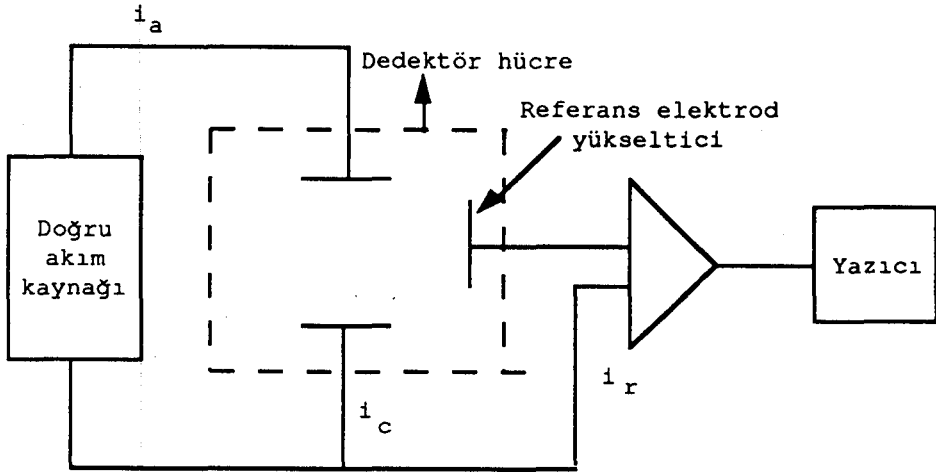 i a
Dedektör hücre
Referans elektrod
yükseltici
Doğru
akım
kaynağı
Yazıcı
i r
i c